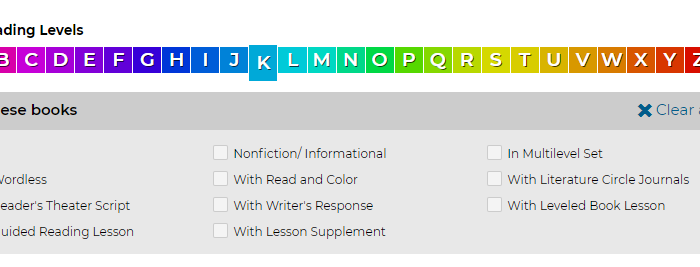 ading Levels
B C D E F G H I J K L M N O P Q R S T U V W X Y Z
ese books
Clear a
Nonfiction/ Informational
In Multilevel Set
Wordless
With Read and Color
With Literature Circle Journals
eader's Theater Script
With Writer's Response
With Leveled Book Lesson
uided Reading Lesson
With Lesson Supplement